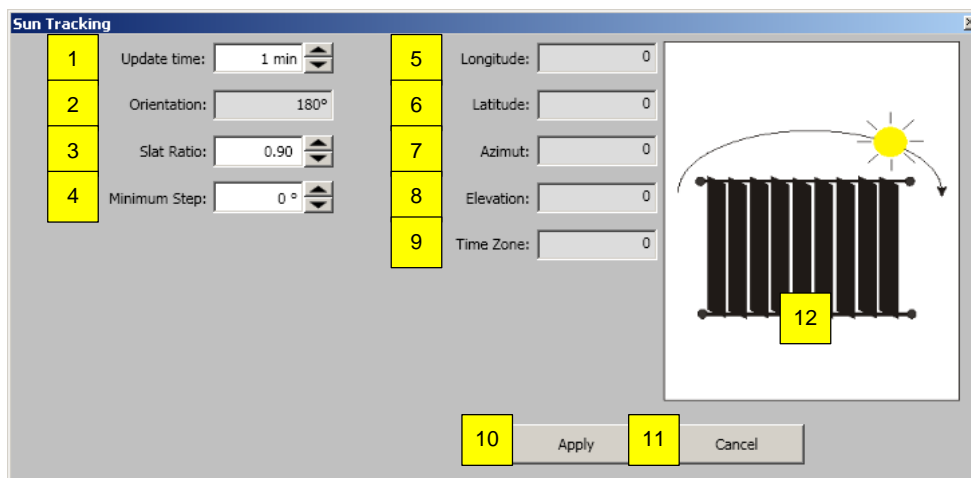 Sun Tracking
1 Update time: 1 min
2 Orientation: 180°
3 Slat Ratio: 0.90
4 Minimum Step: 0 °
5 Longitude: 0
6 Latitude: 0
7 Azimut: 0
8 Elevation: 0
9 Time Zone: 0
12
10 Apply
11 Cancel